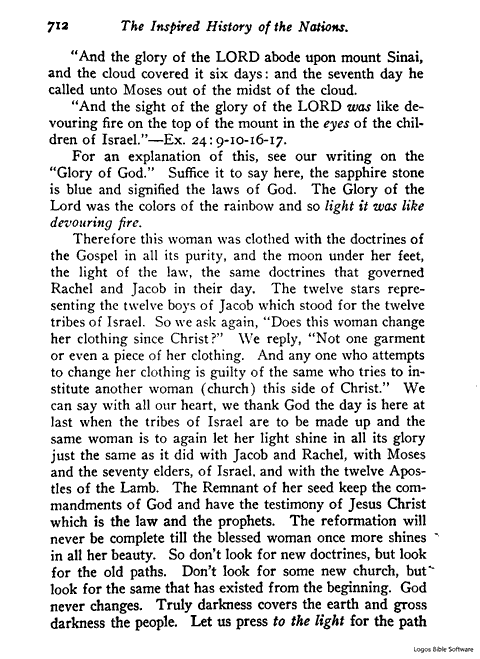 712 The Inspired History of the Nations.
"And the glory of the LORD abode upon mount Sinai,
and the cloud covered it six days: and the seventh day he
called unto Moses out of the midst of the cloud.
"And the sight of the glory of the LORD was like de-
vouring fire on the top of the mount in the eyes of the chil-
dren of Israel."—Ex. 24:9-10-16-17.
For an explanation of this, see our writing on the
"Glory of God." Suffice it to say here, the sapphire stone
is blue and signified the laws of God. The Glory of the
Lord was the colors of the rainbow and so light it was like
devouring fire.
Therefore this woman was clothed with the doctrines of
the Gospel in all its purity, and the moon under her feet,
the light of the law, the same doctrines that governed
Rachel and Jacob in their day. The twelve stars repre-
senting the twelve boys of Jacob which stood for the twelve
tribes of Israel. So we ask again, "Does this woman change
her clothing since Christ?" We reply, "Not one garment
or even a piece of her clothing. And any one who attempts
to change her clothing is guilty of the same who tries to in-
stitute another woman (church) this side of Christ." We
can say with all our heart, we thank God the day is here at
last when the tribes of Israel are to be made up and the
same woman is to again let her light shine in all its glory
just the same as it did with Jacob and Rachel, with Moses
and the seventy elders, of Israel, and with the twelve Apos-
tles of the Lamb. The Remnant of her seed keep the com-
mandments of God and have the testimony of Jesus Christ
which is the law and the prophets. The reformation will
never be complete till the blessed woman once more shines
in all her beauty. So don't look for new doctrines, but look
for the old paths. Don't look for some new church, but
look for the same that has existed from the beginning. God
never changes. Truly darkness covers the earth and gross
darkness the people. Let us press to the light for the path
Logos Bible Software